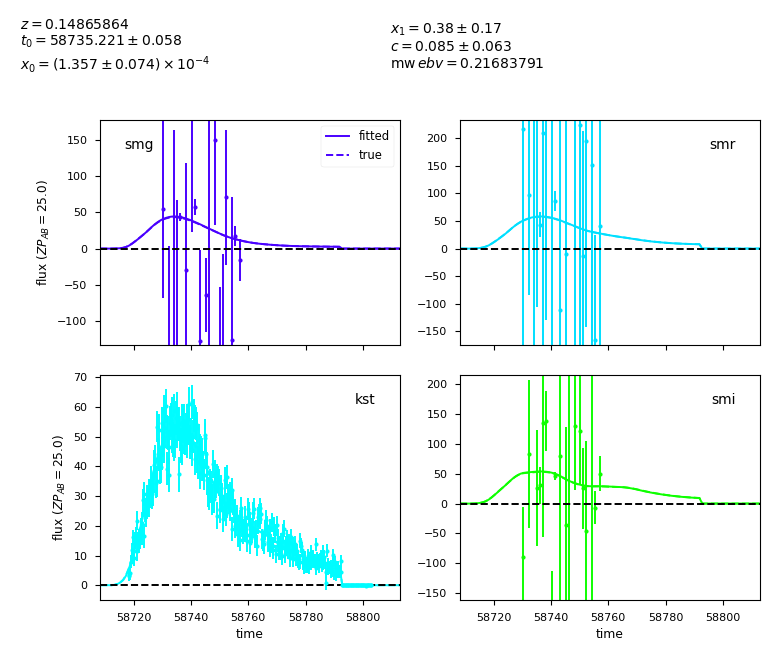 z = 0.14865864
t0 = 58735.221 ± 0.058
x0 = (1.357 ± 0.074) × 10^-4
x1 = 0.38 ± 0.17
c = 0.085 ± 0.063
mw ebv = 0.21683791
smg
fitted
true
150
100
50
0
−50
−100
flux (ZP_AB = 25.0)
smr
200
150
100
50
0
−50
−100
−150
kst
70
60
50
40
30
20
10
0
flux (ZP_AB = 25.0)
58720 58740 58760 58780 58800
time
smi
200
150
100
50
0
−50
−100
−150
58720 58740 58760 58780 58800
time